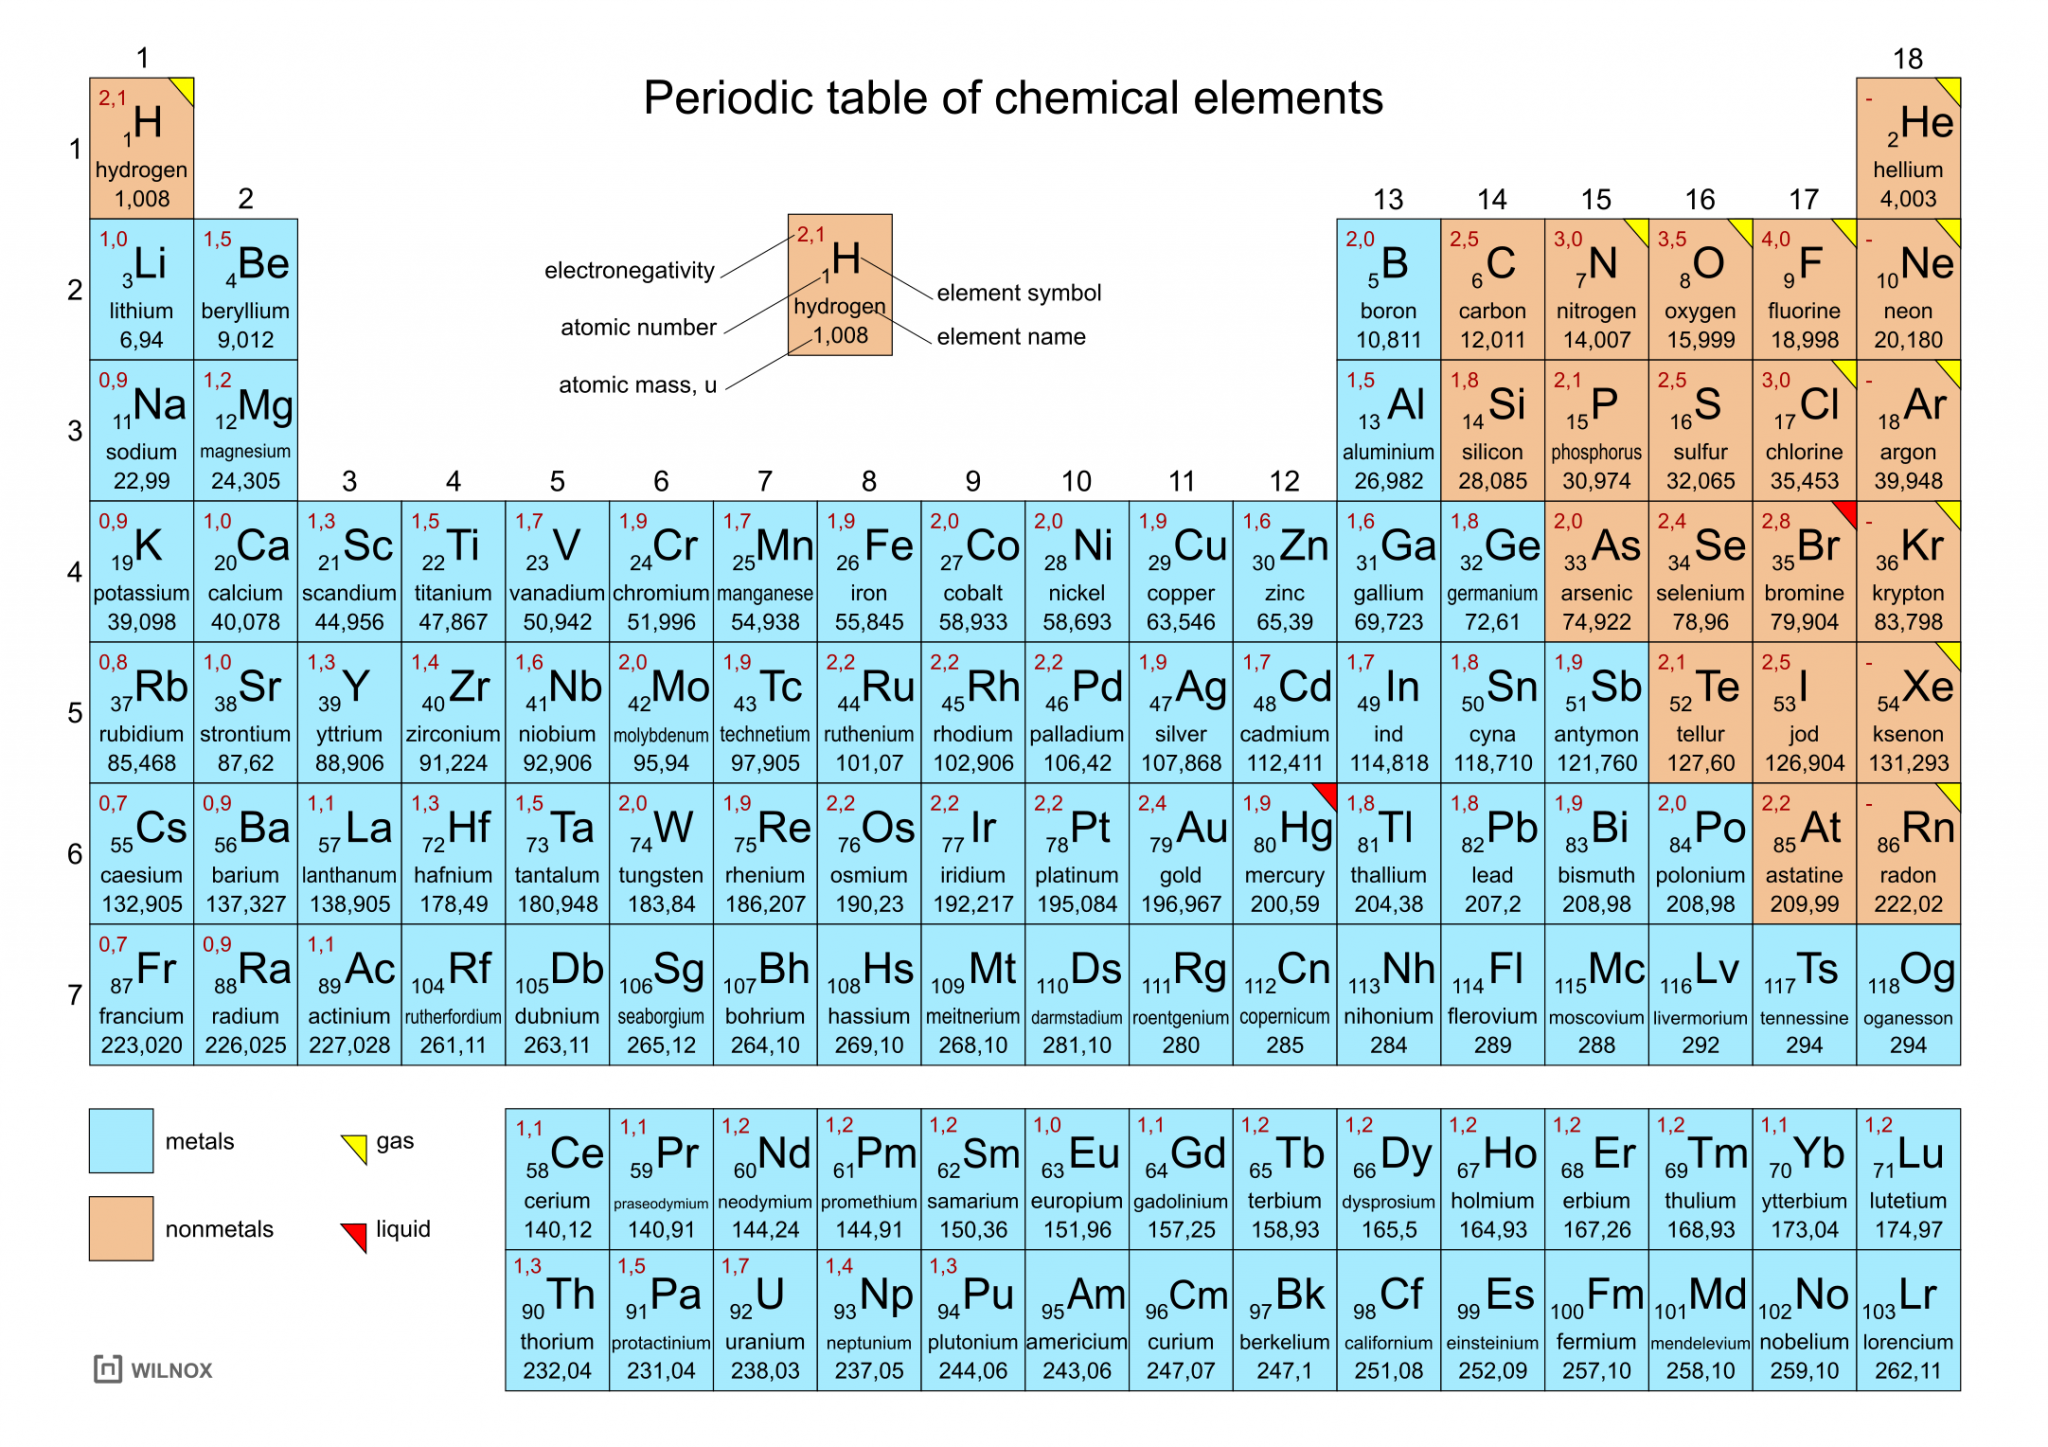 Periodic table of chemical elements
1 18
2,1 H 1 hydrogen 1,008
electronegativity
atomic number
atomic mass, u
element symbol
element name
2,1
1 H
hydrogen
1,008
1
- 2 He hellium 4,003
2 13 14 15 16 17
2
1,0 3 Li lithium 6,94
1,5 4 Be beryllium 9,012
2,0 5 B boron 10,811
2,5 6 C carbon 12,011
3,0 7 N nitrogen 14,007
3,5 8 O oxygen 15,999
4,0 9 F fluorine 18,998
- 10 Ne neon 20,180
3
0,9 11 Na sodium 22,99
1,2 12 Mg magnesium 24,305
1,5 13 Al aluminium 26,982
1,8 14 Si silicon 28,085
2,1 15 P phosphorus 30,974
2,5 16 S sulfur 32,065
3,0 17 Cl chlorine 35,453
- 18 Ar argon 39,948
3 4 5 6 7 8 9 10 11 12
4
0,9 19 K potassium 39,098
1,0 20 Ca calcium 40,078
1,3 21 Sc scandium 44,956
1,5 22 Ti titanium 47,867
1,7 23 V vanadium 50,942
1,9 24 Cr chromium 51,996
1,7 25 Mn manganese 54,938
1,9 26 Fe iron 55,845
2,0 27 Co cobalt 58,933
2,0 28 Ni nickel 58,693
1,9 29 Cu copper 63,546
1,6 30 Zn zinc 65,39
1,6 31 Ga gallium 69,723
1,8 32 Ge germanium 72,61
2,0 33 As arsenic 74,922
2,4 34 Se selenium 78,96
2,8 35 Br bromine 79,904
- 36 Kr krypton 83,798
5
0,8 37 Rb rubidium 85,468
1,0 38 Sr strontium 87,62
1,3 39 Y yttrium 88,906
1,4 40 Zr zirconium 91,224
1,6 41 Nb niobium 92,906
2,0 42 Mo molybdenum 95,94
1,9 43 Tc technetium 97,905
2,2 44 Ru ruthenium 101,07
2,2 45 Rh rhodium 102,906
2,2 46 Pd palladium 106,42
1,9 47 Ag silver 107,868
1,7 48 Cd cadmium 112,411
1,7 49 In ind 114,818
1,8 50 Sn cyna 118,710
1,9 51 Sb antymon 121,760
2,1 52 Te tellur 127,60
2,5 53 I jod 126,904
- 54 Xe ksenon 131,293
6
0,7 55 Cs caesium 132,905
0,9 56 Ba barium 137,327
1,1 57 La lanthanum 138,905
1,3 72 Hf hafnium 178,49
1,5 73 Ta tantalum 180,948
2,0 74 W tungsten 183,84
1,9 75 Re rhenium 186,207
2,2 76 Os osmium 190,23
2,2 77 Ir iridium 192,217
2,2 78 Pt platinum 195,084
2,4 79 Au gold 196,967
1,9 80 Hg mercury 200,59
1,8 81 Tl thallium 204,38
1,8 82 Pb lead 207,2
1,9 83 Bi bismuth 208,98
2,0 84 Po polonium 208,98
2,2 85 At astatine 209,99
- 86 Rn radon 222,02
7
0,7 87 Fr francium 223,020
0,9 88 Ra radium 226,025
1,1 89 Ac actinium 227,028
104 Rf rutherfordium 261,11
105 Db dubnium 263,11
106 Sg seaborgium 265,12
107 Bh bohrium 264,10
108 Hs hassium 269,10
109 Mt meitnerium 268,10
110 Ds darmstadium 281,10
111 Rg roentgenium 280
112 Cn copernicum 285
113 Nh nihonium 284
114 Fl flerovium 289
115 Mc moscovium 288
116 Lv livermorium 292
117 Ts tennessine 294
118 Og oganesson 294
metals
gas
nonmetals
liquid
1,1 58 Ce cerium 140,12
1,1 59 Pr praseodymium 140,91
1,2 60 Nd neodymium 144,24
1,2 61 Pm promethium 144,91
1,2 62 Sm samarium 150,36
1,0 63 Eu europium 151,96
1,1 64 Gd gadolinium 157,25
1,2 65 Tb terbium 158,93
1,2 66 Dy dysprosium 165,5
1,2 67 Ho holmium 164,93
1,2 68 Er erbium 167,26
1,2 69 Tm thulium 168,93
1,1 70 Yb ytterbium 173,04
1,2 71 Lu lutetium 174,97
1,3 90 Th thorium 232,04
1,5 91 Pa protactinium 231,04
1,7 92 U uranium 238,03
1,4 93 Np neptunium 237,05
1,3 94 Pu plutonium 244,06
95 Am americium 243,06
96 Cm curium 247,07
97 Bk berkelium 247,1
98 Cf californium 251,08
99 Es einsteinium 252,09
100 Fm fermium 257,10
101 Md mendelevium 258,10
102 No nobelium 259,10
103 Lr lorencium 262,11
WILNOX